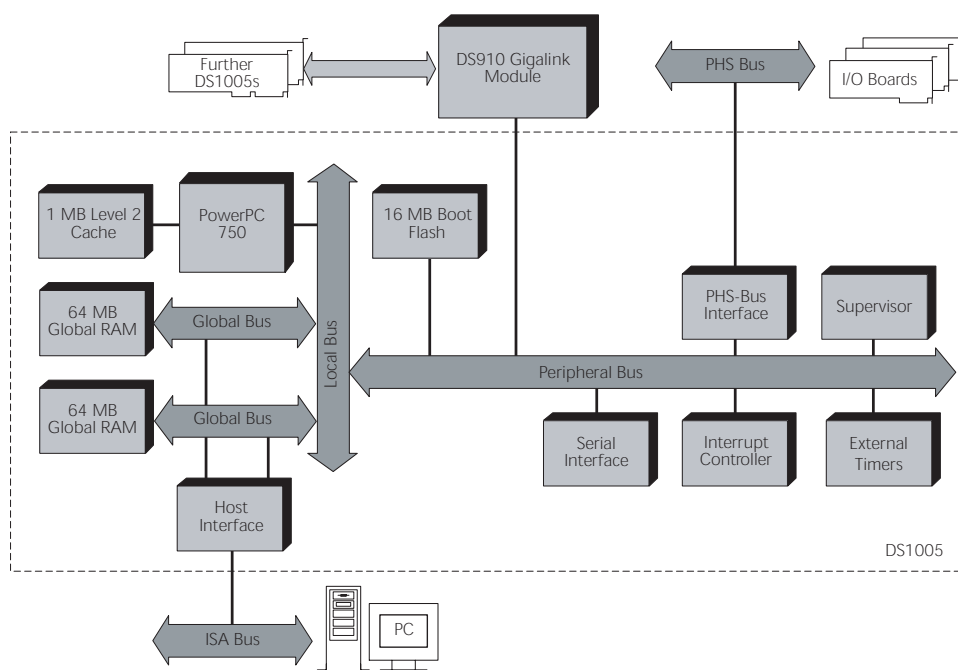 Further
DS1005s
DS910 Gigalink
Module
PHS Bus
I/O Boards
1 MB Level 2
Cache
PowerPC
750
16 MB Boot
Flash
64 MB
Global RAM
Global Bus
Local Bus
PHS-Bus
Interface
Supervisor
Peripheral Bus
64 MB
Global RAM
Global Bus
Serial
Interface
Interrupt
Controller
External
Timers
Host
Interface
DS1005
ISA Bus
PC